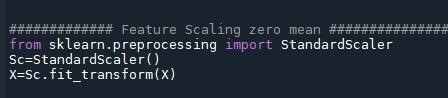 ############# Feature Scaling zero mean ###############
from sklearn.preprocessing import StandardScaler
Sc=StandardScaler()
X=Sc.fit_transform(X)